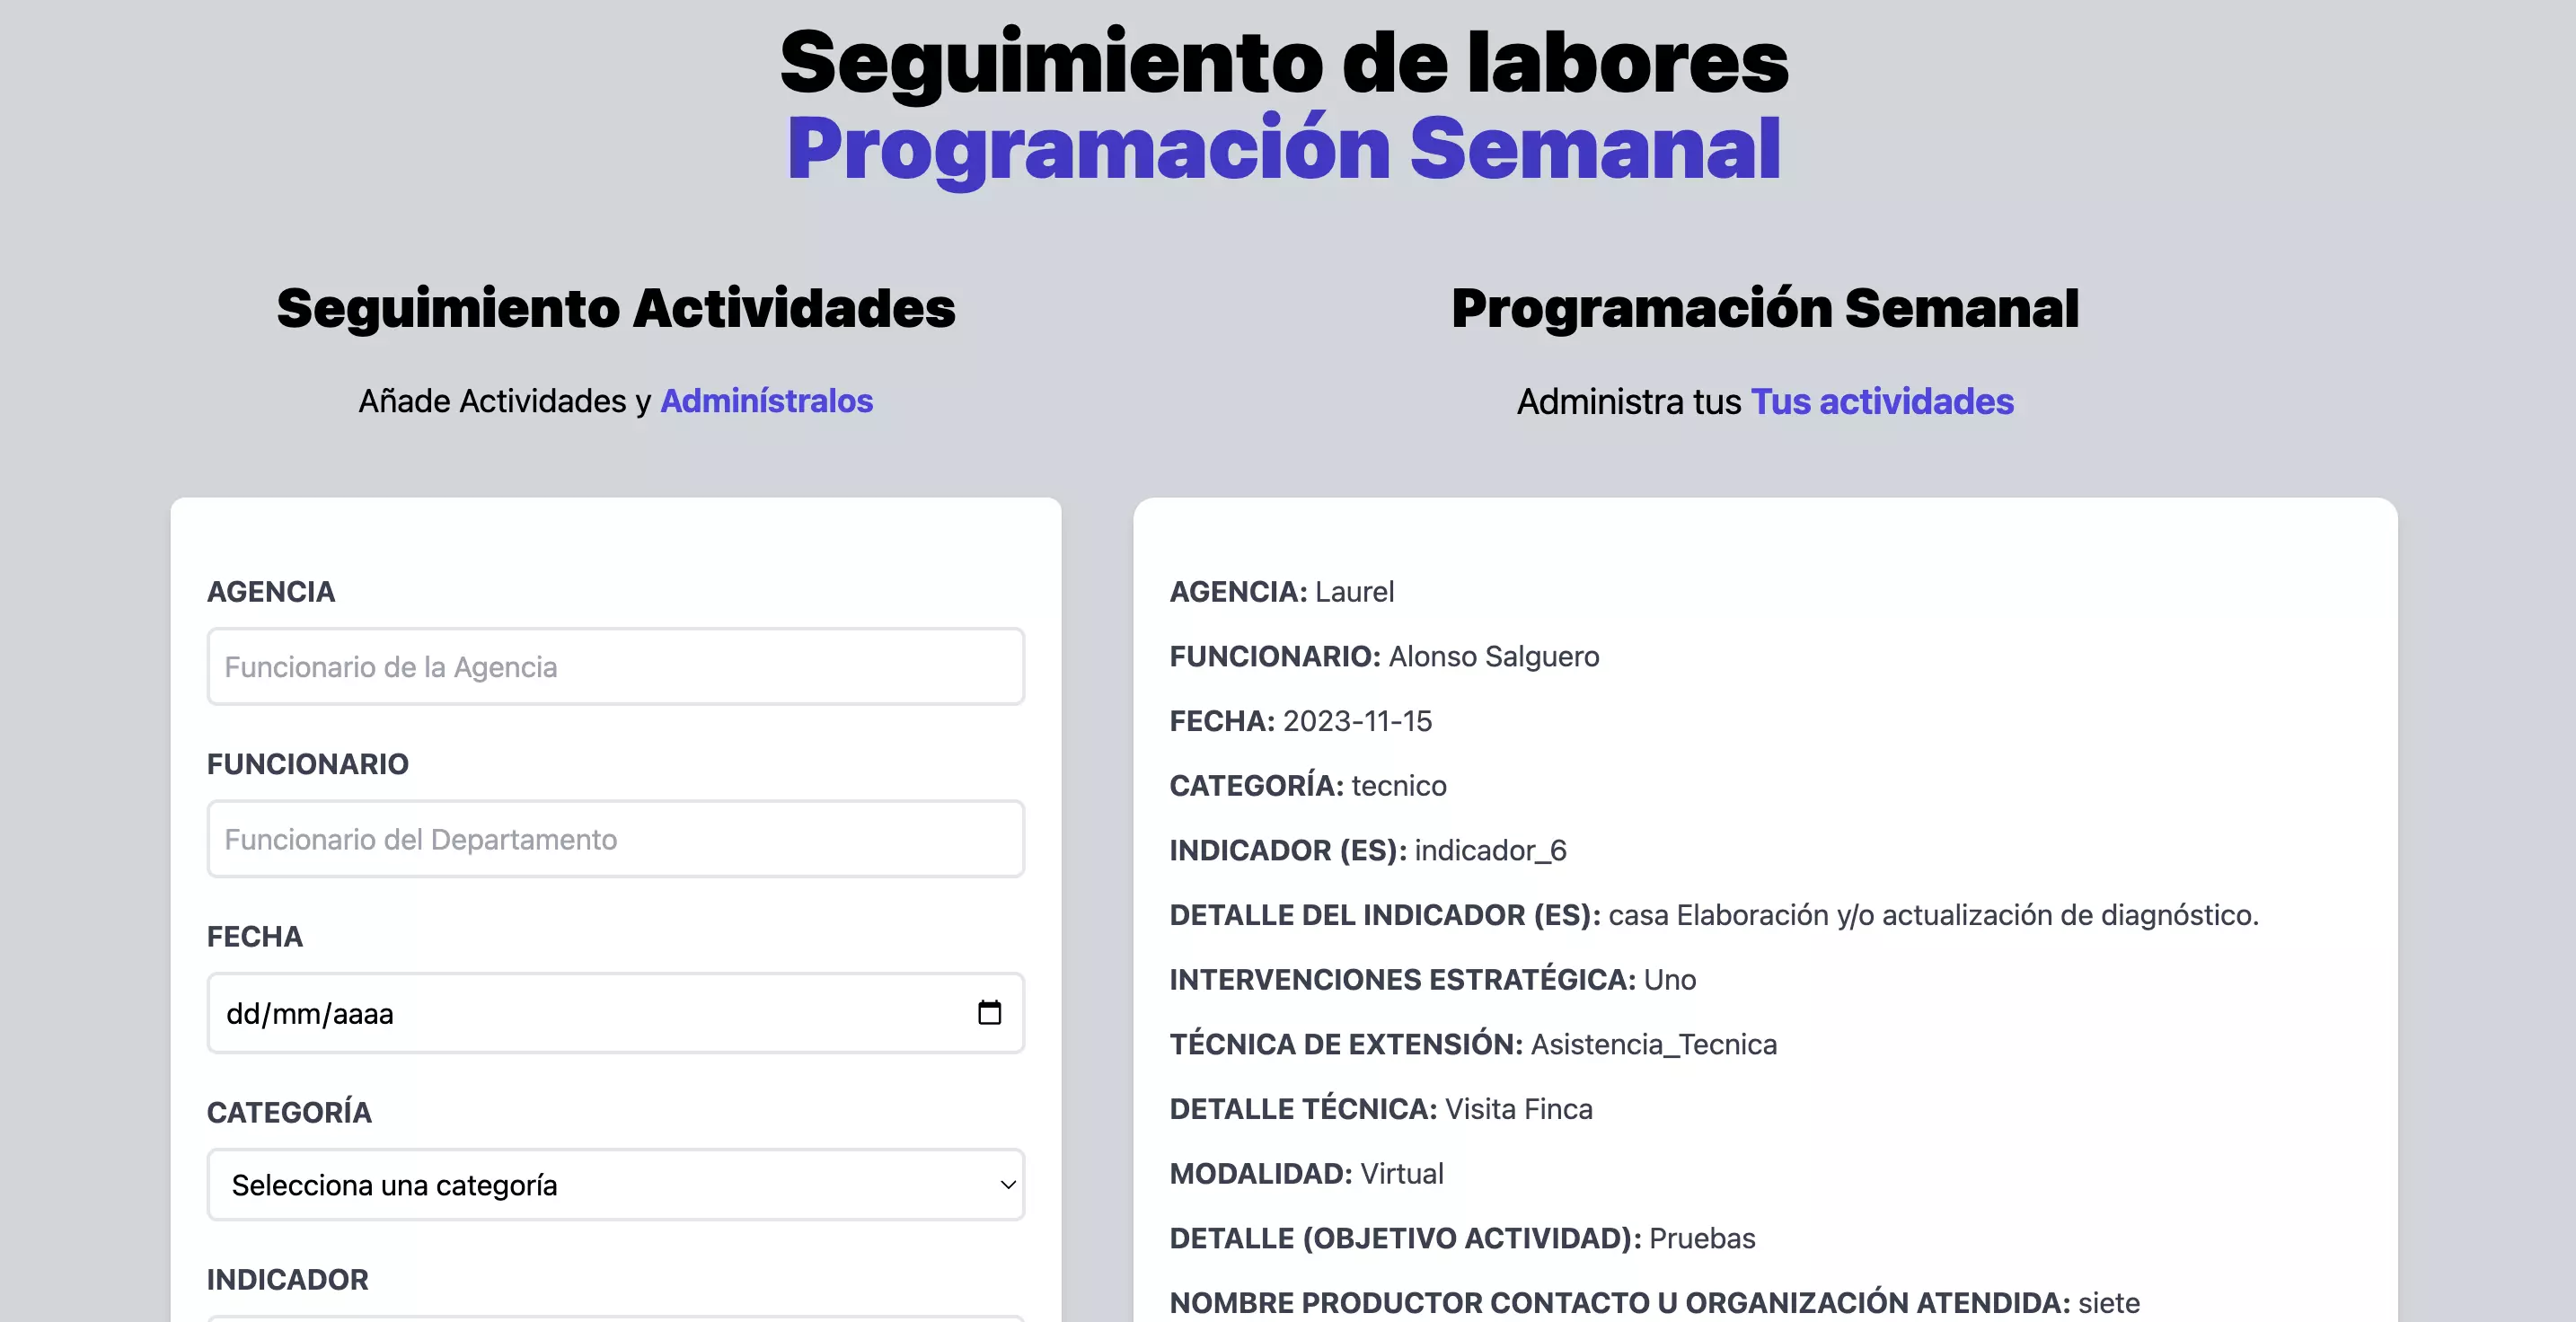 Seguimiento de labores
Programación Semanal
Seguimiento Actividades
Añade Actividades y Adminístralos
AGENCIA
Funcionario de la Agencia
FUNCIONARIO
Funcionario del Departamento
FECHA
dd/mm/aaaa
CATEGORÍA
Selecciona una categoría
INDICADOR
Programación Semanal
Administra tus Tus actividades
AGENCIA: Laurel
FUNCIONARIO: Alonso Salguero
FECHA: 2023-11-15
CATEGORÍA: tecnico
INDICADOR (ES): indicador_6
DETALLE DEL INDICADOR (ES): casa Elaboración y/o actualización de diagnóstico.
INTERVENCIONES ESTRATÉGICA: Uno
TÉCNICA DE EXTENSIÓN: Asistencia_Tecnica
DETALLE TÉCNICA: Visita Finca
MODALIDAD: Virtual
DETALLE (OBJETIVO ACTIVIDAD): Pruebas
NOMBRE PRODUCTOR CONTACTO U ORGANIZACIÓN ATENDIDA: siete